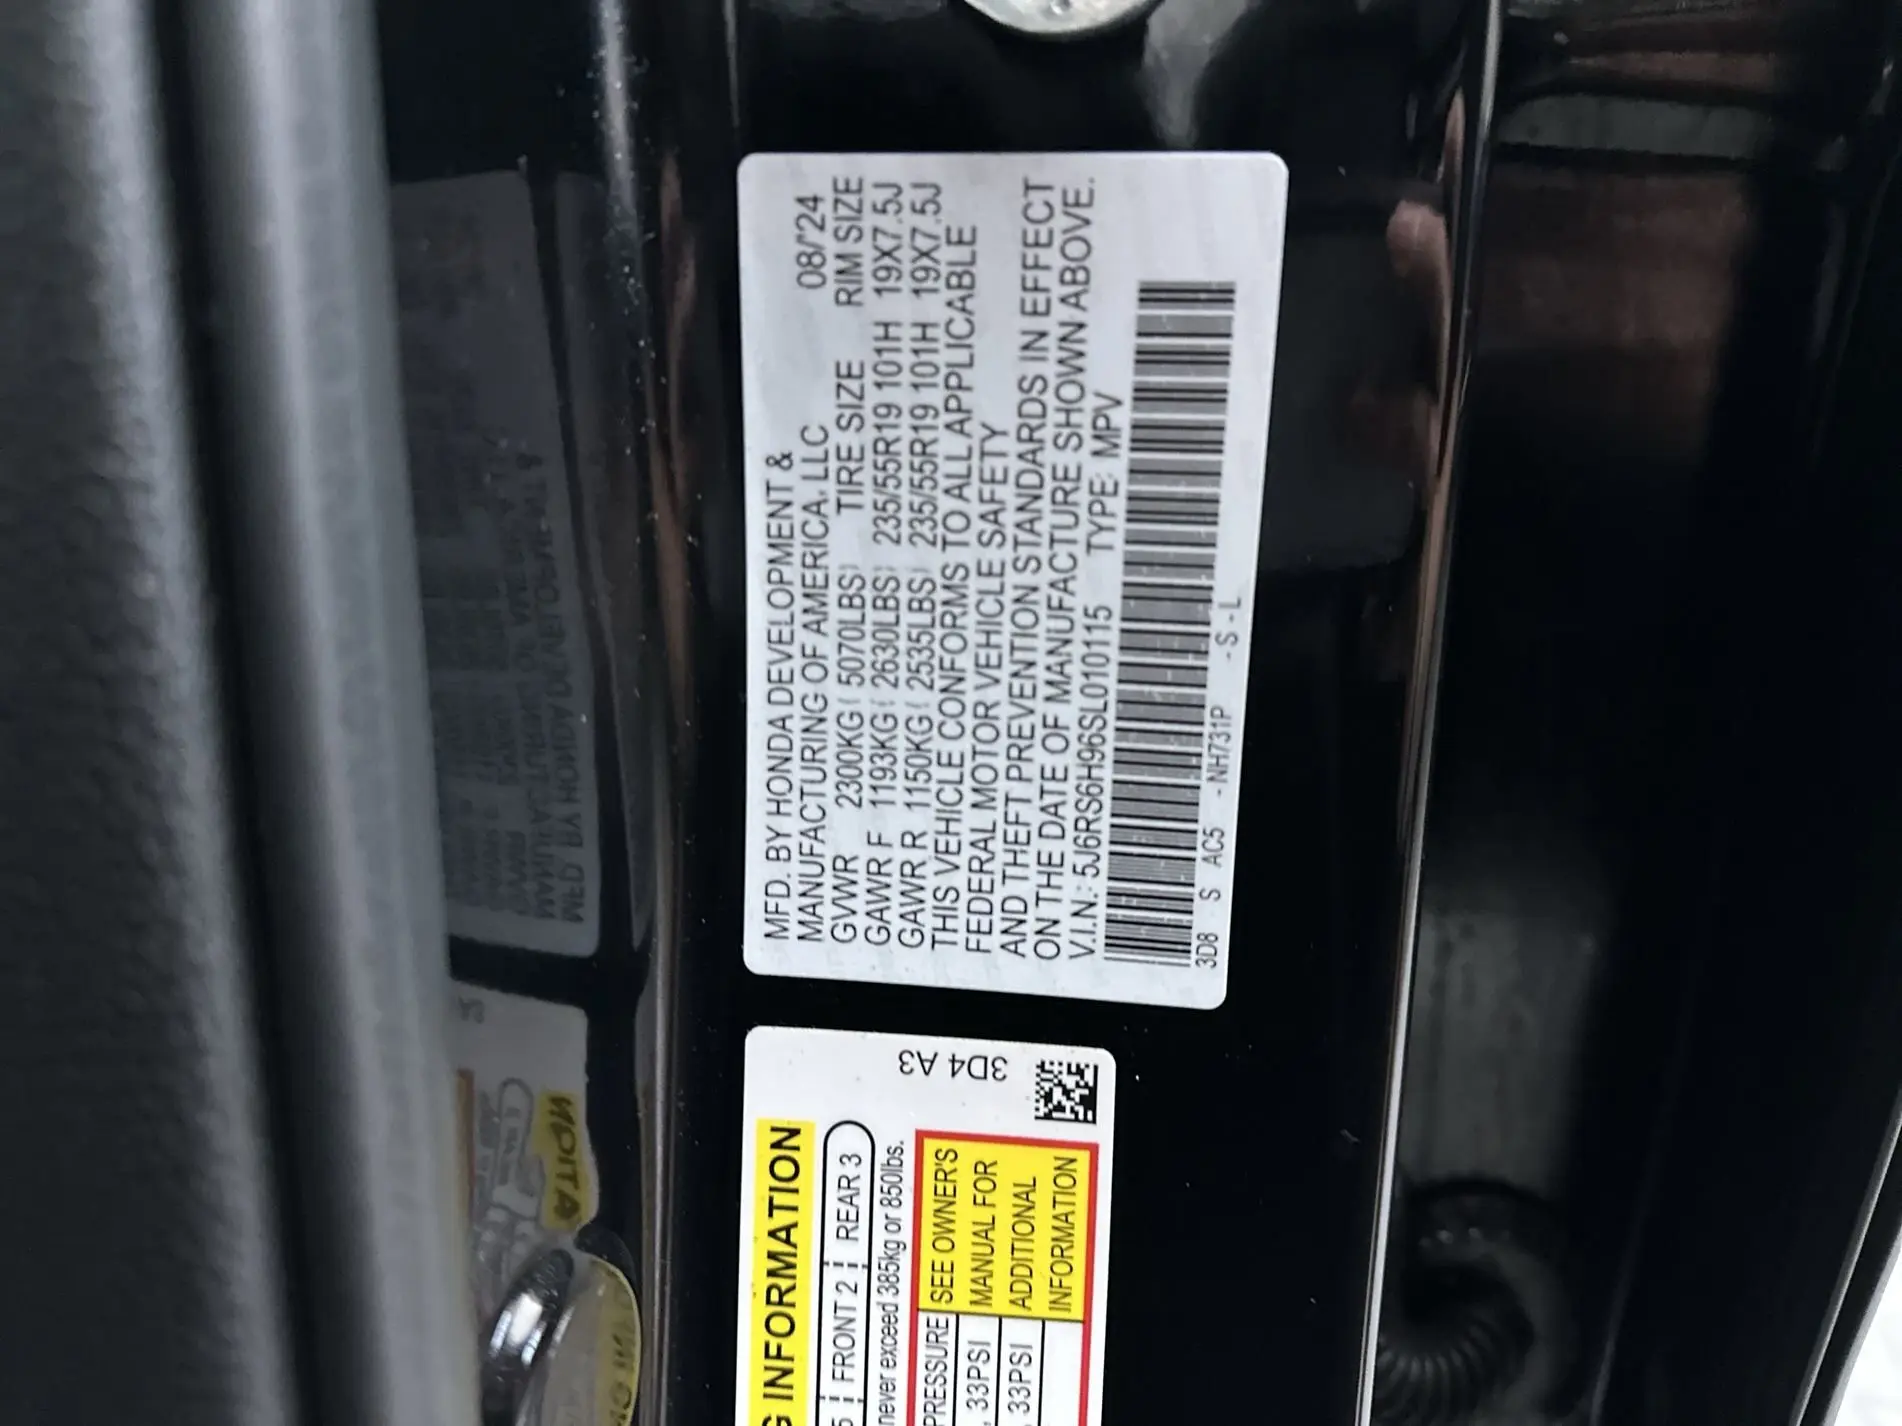 MFD. BY HONDA DEVELOPMENT &
MANUFACTURING OF AMERICA, LLC 08/'24
GVWR 2300KG ( 5070LBS) TIRE SIZE RIM SIZE
GAWR F 1193KG ( 2630LBS) 235/55R19 101H 19X7.5J
GAWR R 1150KG ( 2535LBS) 235/55R19 101H 19X7.5J
THIS VEHICLE CONFORMS TO ALL APPLICABLE
FEDERAL MOTOR VEHICLE SAFETY
AND THEFT PREVENTION STANDARDS IN EFFECT
ON THE DATE OF MANUFACTURE SHOWN ABOVE.
V.I.N.: 5J6RS6H96SL010115 TYPE: MPV
3D8 - S AC5 - NH731P - S - L
3D4 A3
G INFORMATION
5 FRONT 2 REAR 3
never exceed 385kg or 850lbs.
PRESSURE SEE OWNER'S
, 33PSI MANUAL FOR
, 33PSI ADDITIONAL
INFORMATION